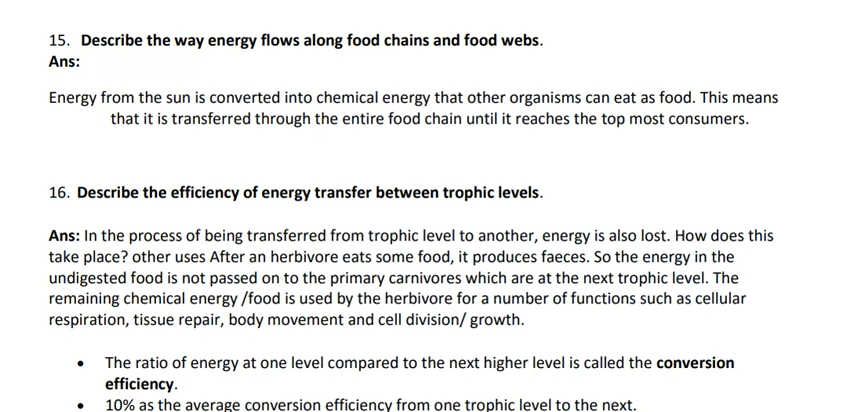 15. Describe the way energy flows along food chains and food webs.
Ans:
Energy from the sun is converted into chemical energy that other organisms can eat as food. This means
that it is transferred through the entire food chain until it reaches the top most consumers.
16. Describe the efficiency of energy transfer between trophic levels.
Ans: In the process of being transferred from trophic level to another, energy is also lost. How does this
take place? other uses After an herbivore eats some food, it produces faeces. So the energy in the
undigested food is not passed on to the primary carnivores which are at the next trophic level. The
remaining chemical energy /food is used by the herbivore for a number of functions such as cellular
respiration, tissue repair, body movement and cell division/ growth.
• The ratio of energy at one level compared to the next higher level is called the conversion
efficiency.
• 10% as the average conversion efficiency from one trophic level to the next.